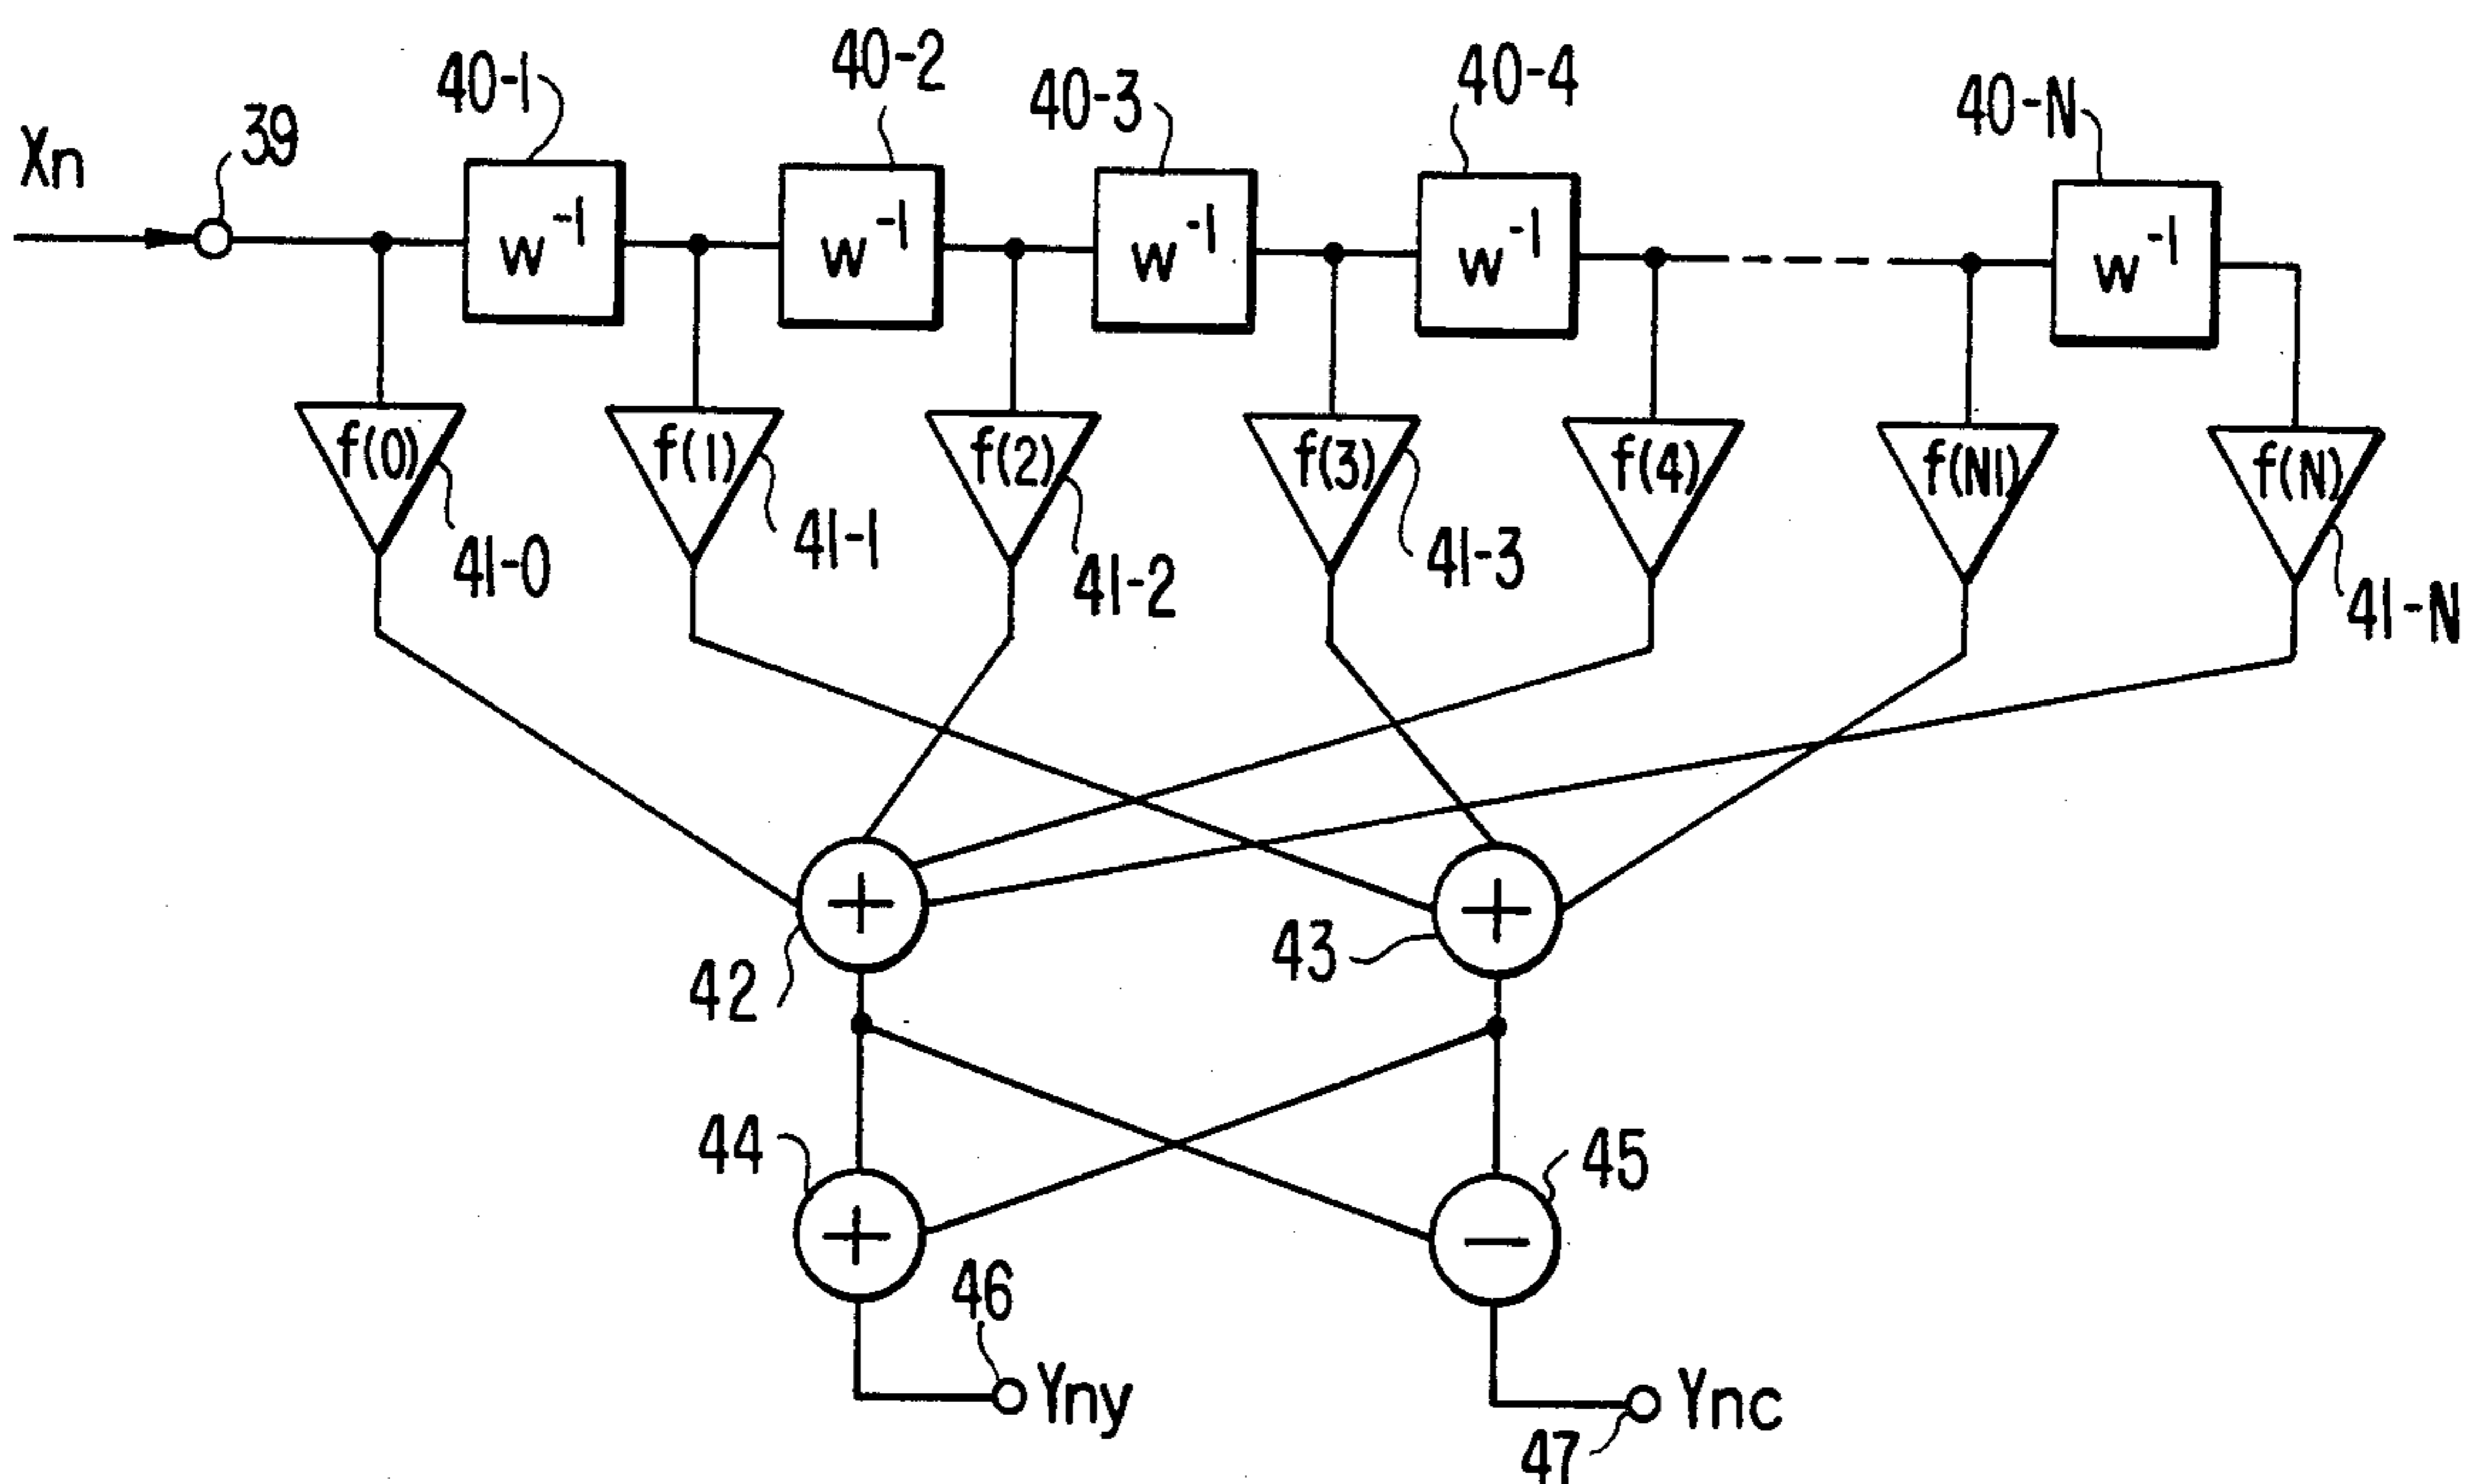 40-1
40-2
40-3
40-4
40-N
Xn
39
w⁻¹
w⁻¹
w⁻¹
w⁻¹
w⁻¹
f(0)
f(1)
f(2)
f(3)
f(4)
f(N1)
f(N)
41-0
41-1
41-2
41-3
41-N
+
+
42
43
44
45
+
−
46
Yny
Ync
47